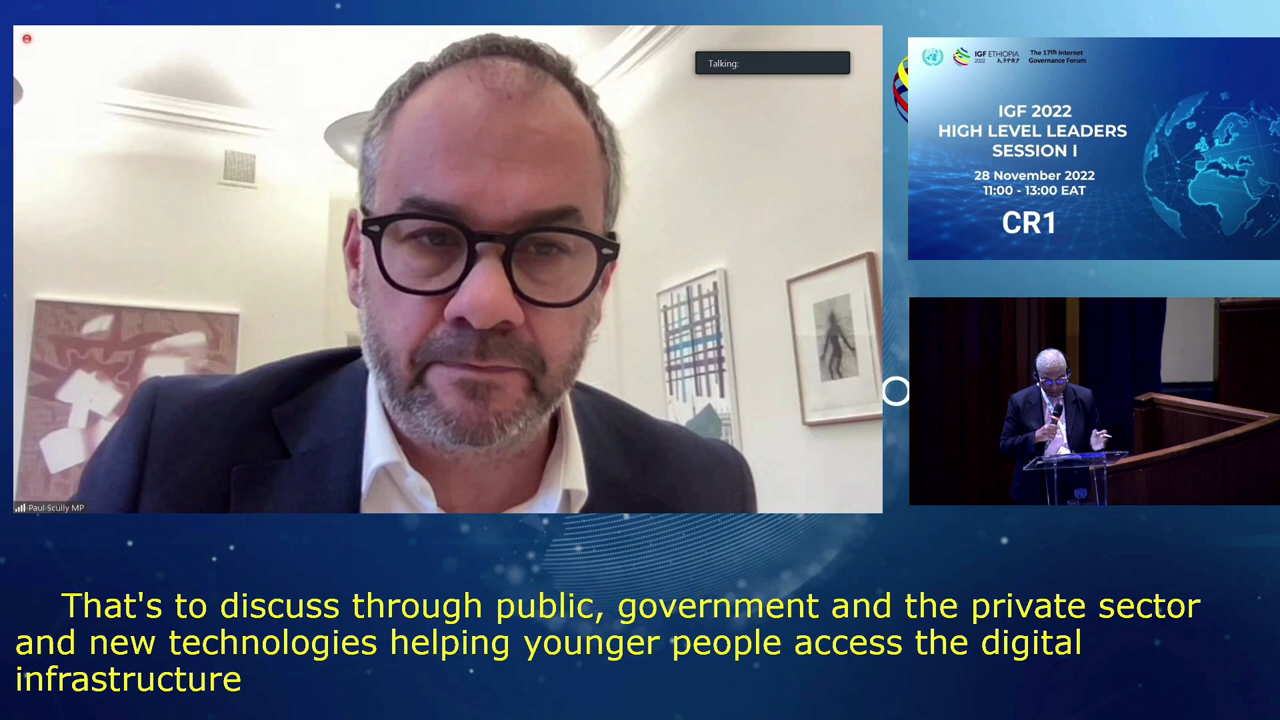 Talking:
Paul Scully MP
IGF ETHIOPIA
2022 ኢትዮጵያ
The 17th Internet
Governance Forum
IGF 2022
HIGH LEVEL LEADERS
SESSION I
28 November 2022
11:00 - 13:00 EAT
CR1
O
That's to discuss through public, government and the private sector
and new technologies helping younger people access the digital
infrastructure